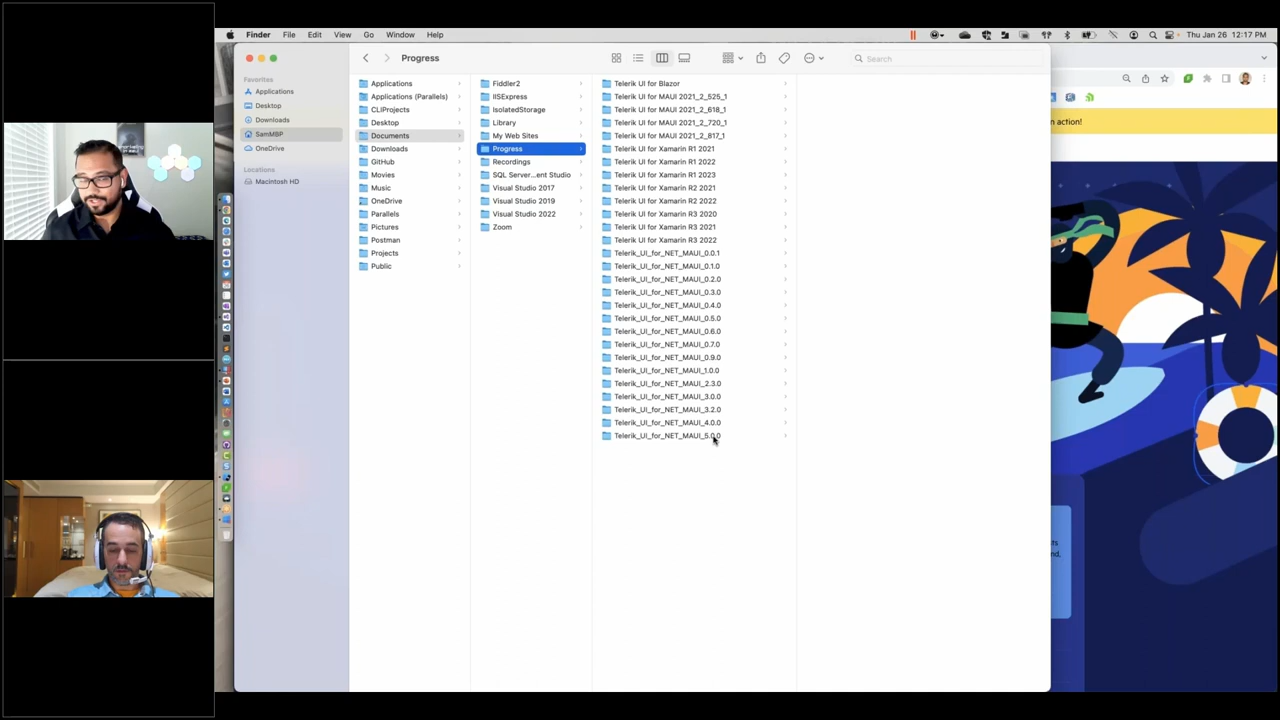 Finder File Edit View Go Window Help
Thu Jan 26 12:17 PM
Progress
Search
Favorites
Applications
Desktop
Downloads
SamMBP
OneDrive
Locations
Macintosh HD
Applications
Applications (Parallels)
CLIProjects
Desktop
Documents
Downloads
GitHub
Movies
Music
OneDrive
Parallels
Pictures
Postman
Projects
Public
Fiddler2
IISExpress
IsolatedStorage
Library
My Web Sites
Progress
Recordings
SQL Server...ent Studio
Visual Studio 2017
Visual Studio 2019
Visual Studio 2022
Zoom
Telerik UI for Blazor
Telerik UI for MAUI 2021_2_525_1
Telerik UI for MAUI 2021_2_618_1
Telerik UI for MAUI 2021_2_720_1
Telerik UI for MAUI 2021_2_817_1
Telerik UI for Xamarin R1 2021
Telerik UI for Xamarin R1 2022
Telerik UI for Xamarin R1 2023
Telerik UI for Xamarin R2 2021
Telerik UI for Xamarin R2 2022
Telerik UI for Xamarin R3 2020
Telerik UI for Xamarin R3 2021
Telerik UI for Xamarin R3 2022
Telerik_UI_for_NET_MAUI_0.0.1
Telerik_UI_for_NET_MAUI_0.1.0
Telerik_UI_for_NET_MAUI_0.2.0
Telerik_UI_for_NET_MAUI_0.3.0
Telerik_UI_for_NET_MAUI_0.4.0
Telerik_UI_for_NET_MAUI_0.5.0
Telerik_UI_for_NET_MAUI_0.6.0
Telerik_UI_for_NET_MAUI_0.7.0
Telerik_UI_for_NET_MAUI_0.9.0
Telerik_UI_for_NET_MAUI_1.0.0
Telerik_UI_for_NET_MAUI_2.3.0
Telerik_UI_for_NET_MAUI_3.0.0
Telerik_UI_for_NET_MAUI_3.2.0
Telerik_UI_for_NET_MAUI_4.0.0
Telerik_UI_for_NET_MAUI_5.0.0
n action!